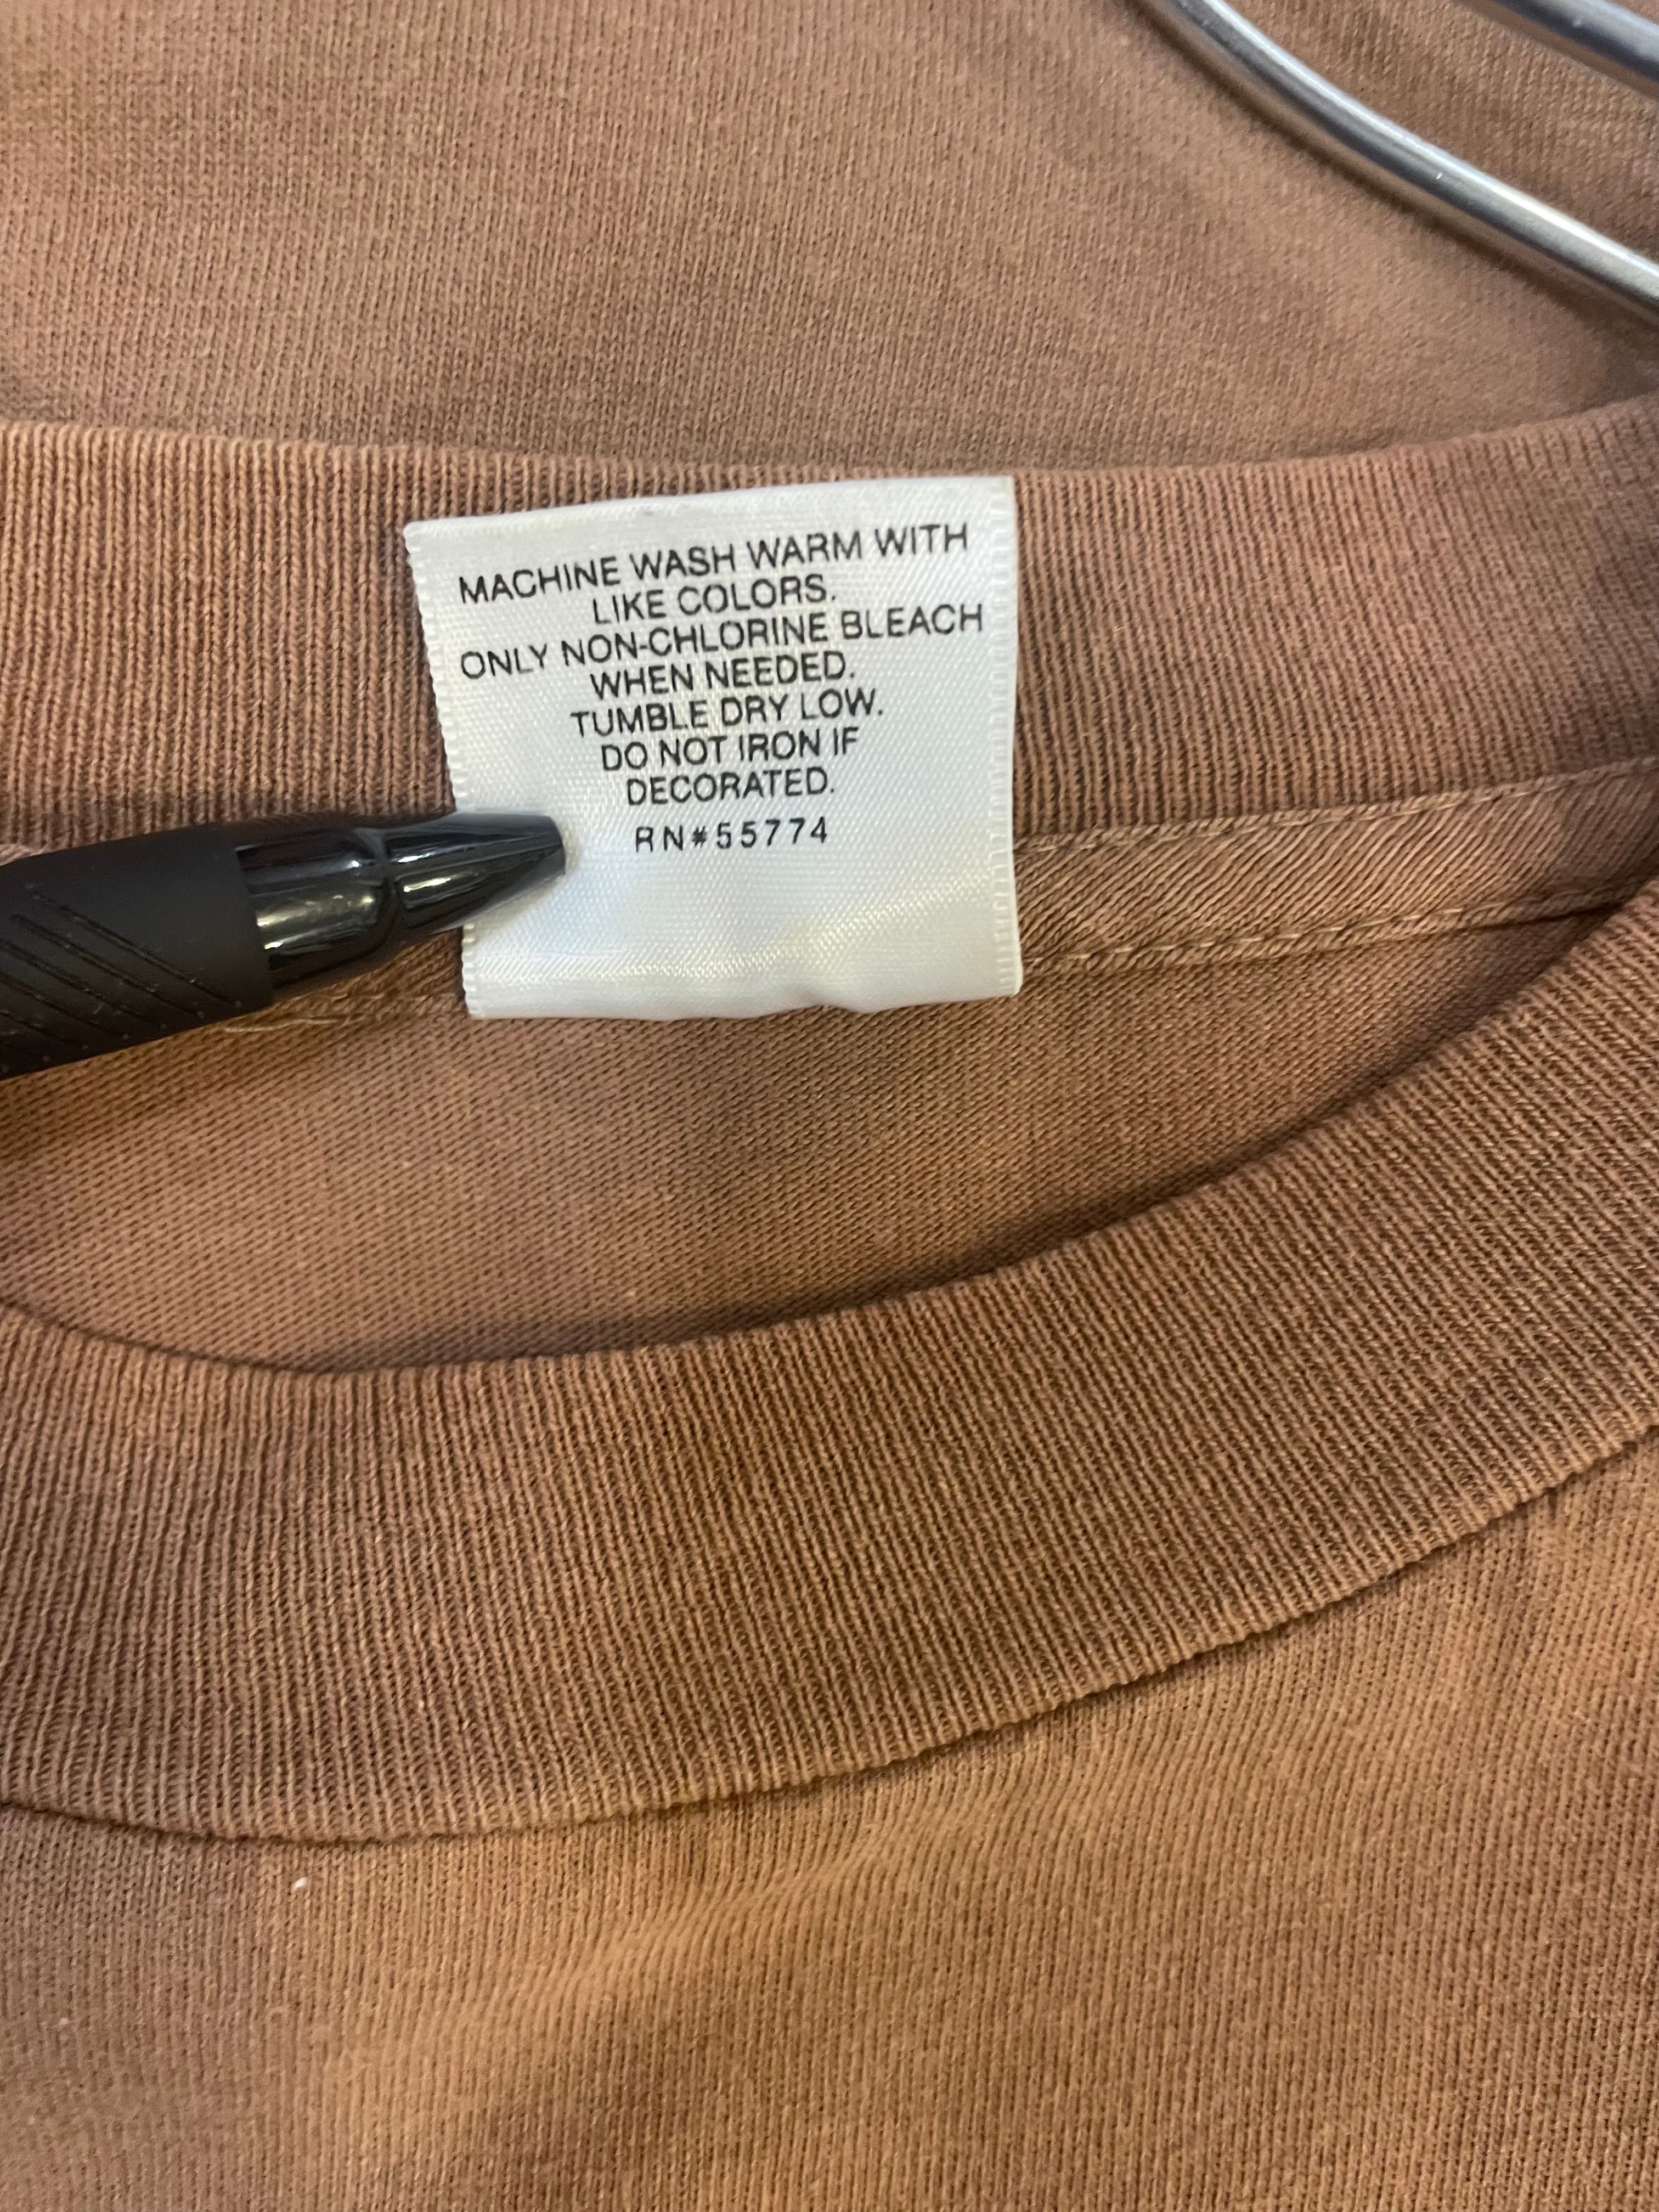 MACHINE WASH WARM WITH
LIKE COLORS.
ONLY NON-CHLORINE BLEACH
WHEN NEEDED.
TUMBLE DRY LOW.
DO NOT IRON IF
DECORATED.
RN#55774